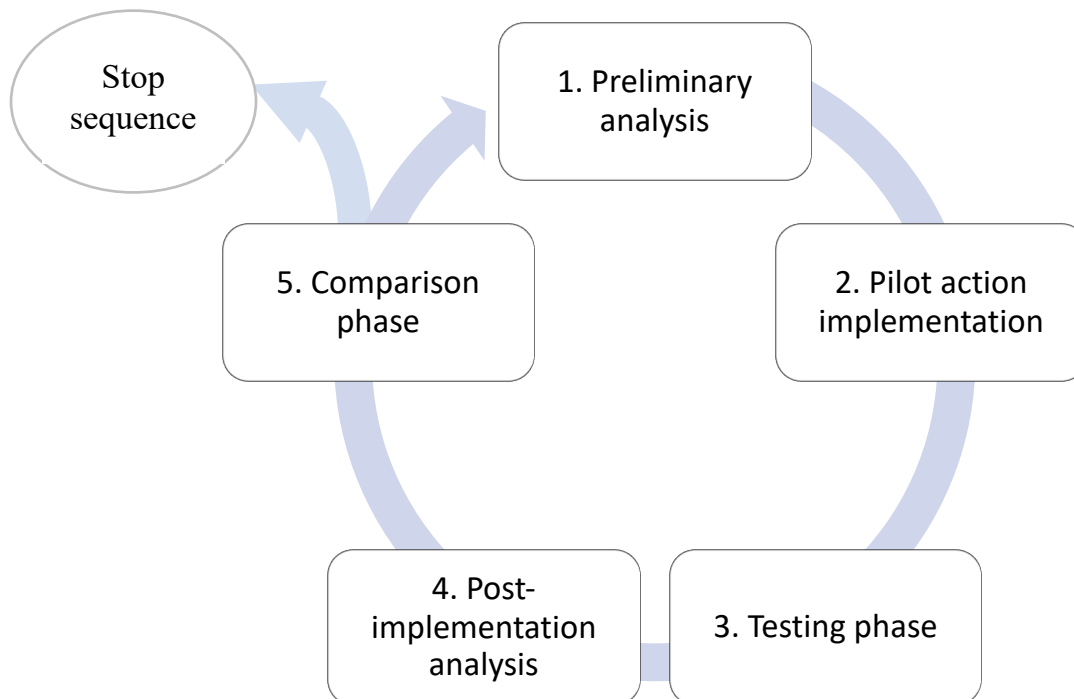 Stop
sequence
1. Preliminary
analysis
2. Pilot action
implementation
3. Testing phase
4. Post-
implementation
analysis
5. Comparison
phase